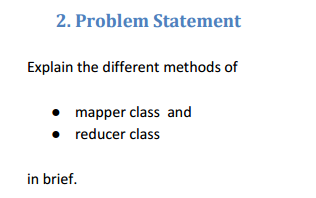 2. Problem Statement
Explain the different methods of
● mapper class and
● reducer class
in brief.